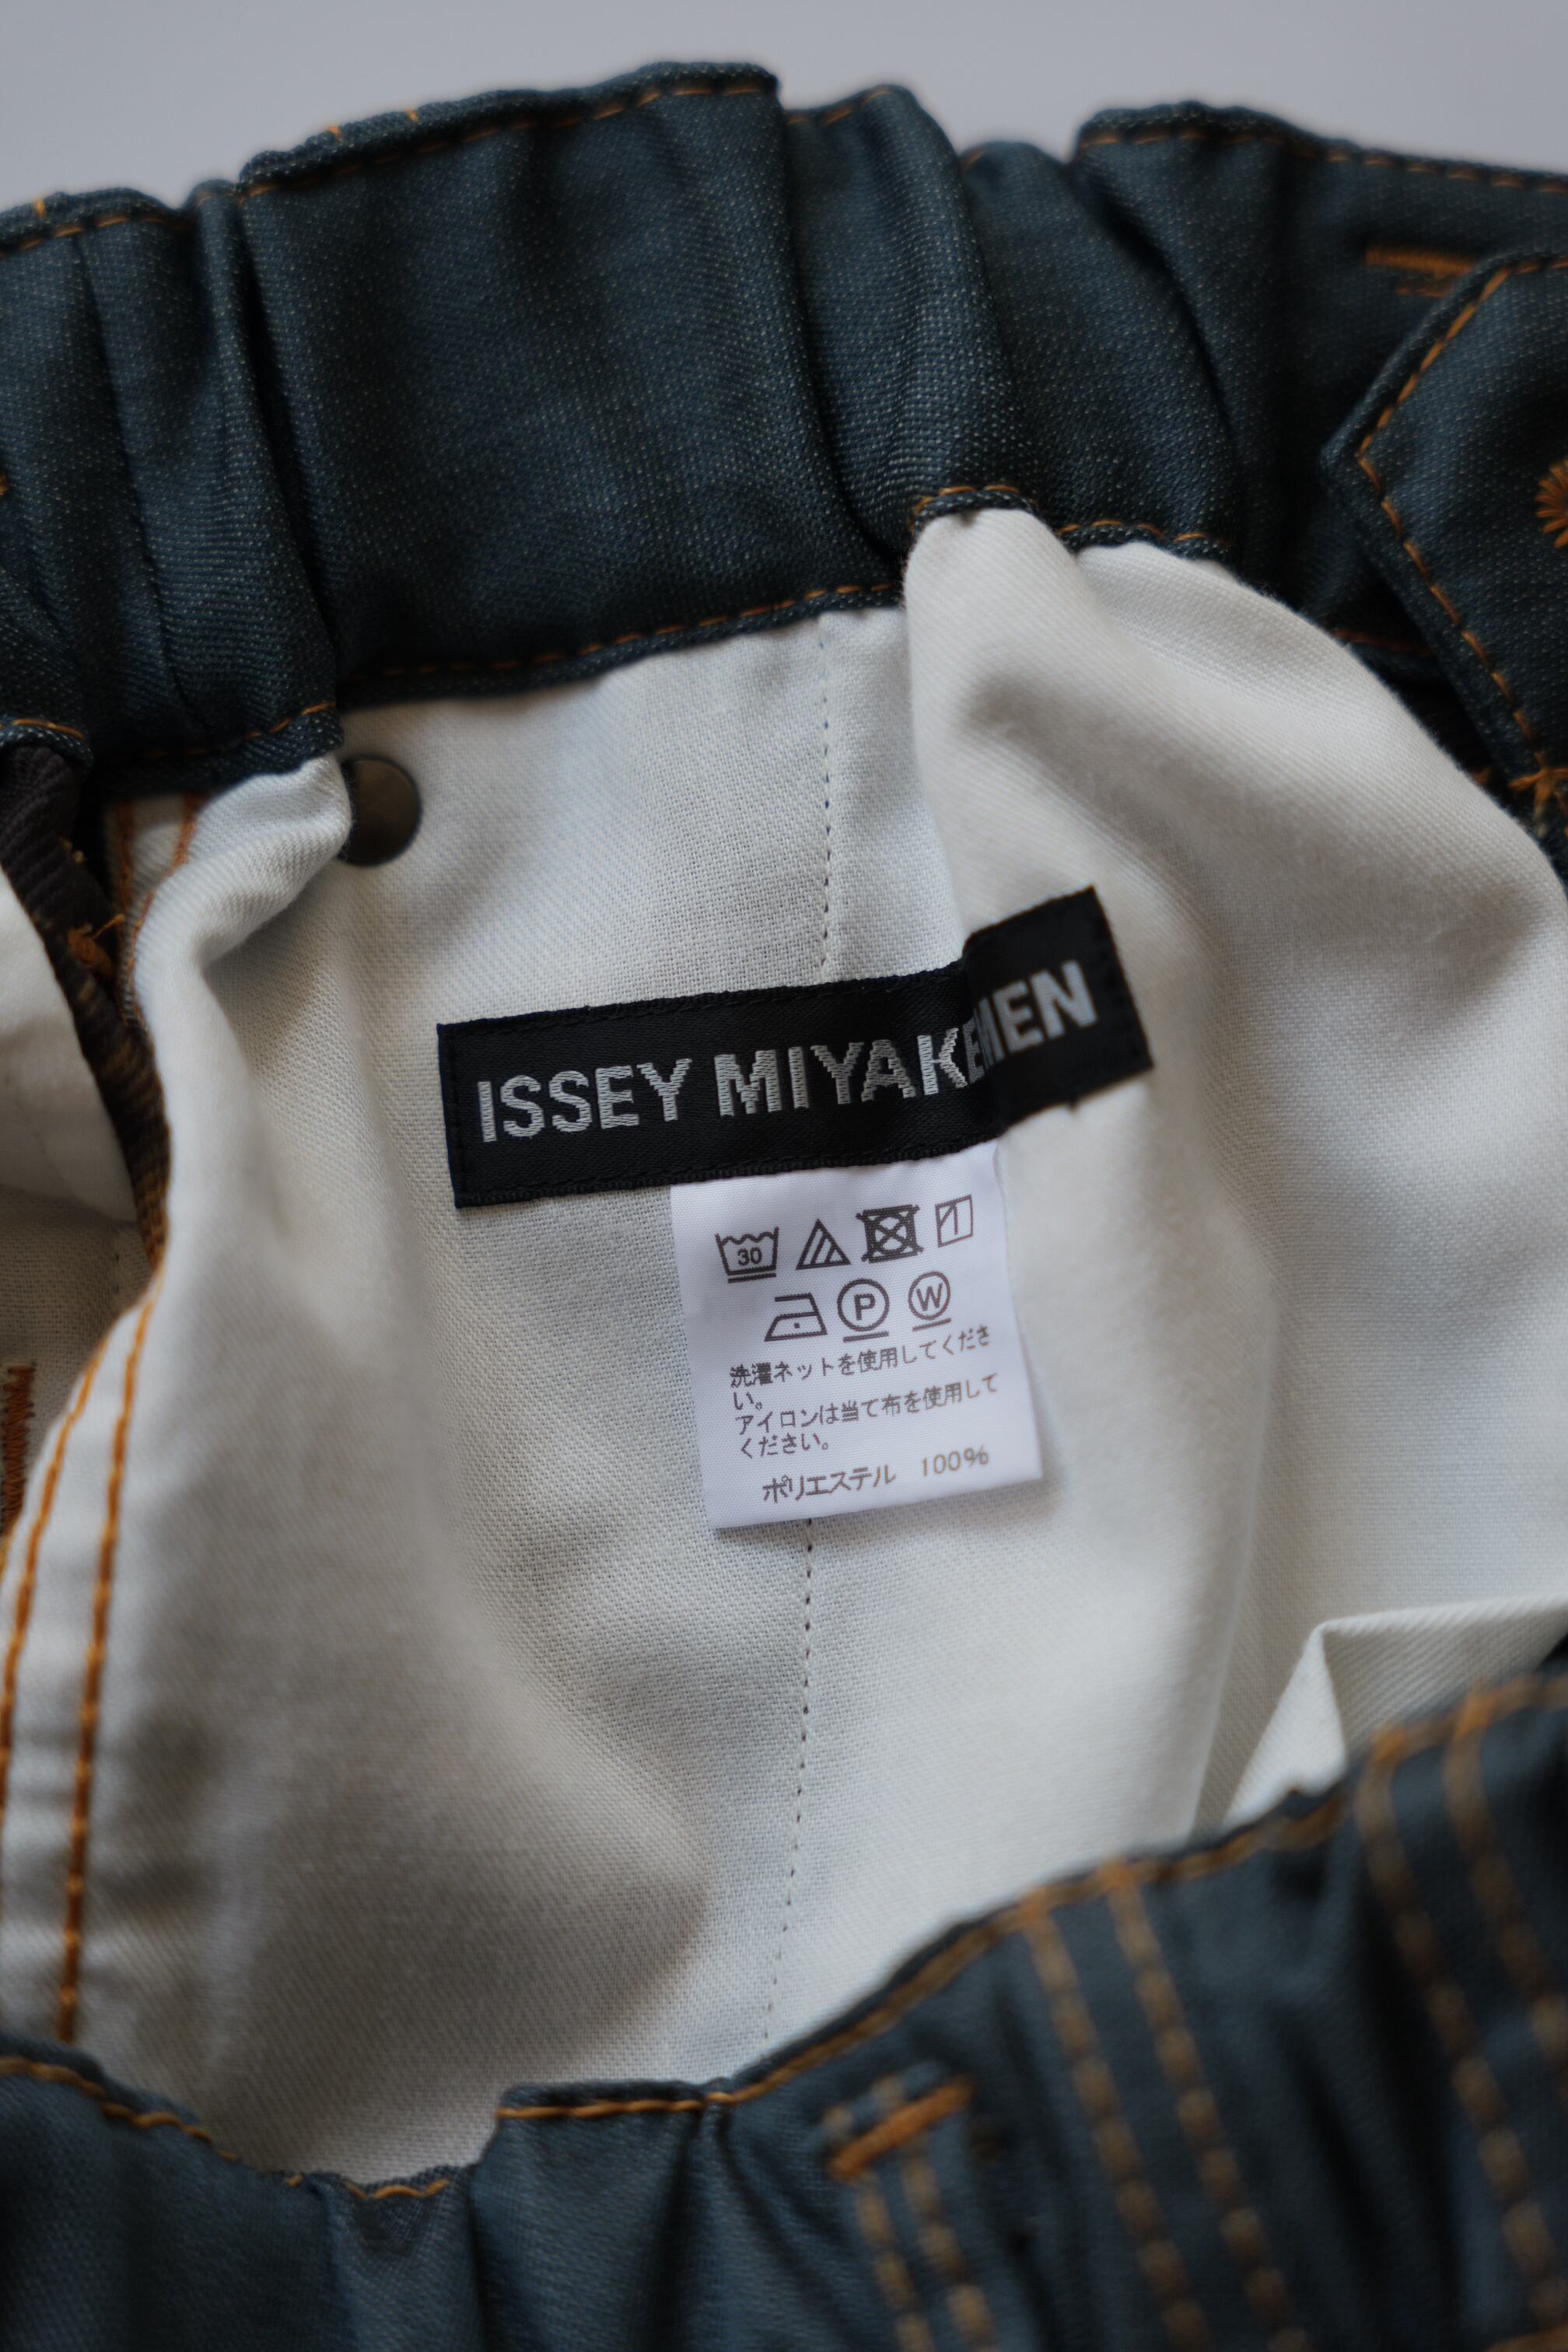 ISSEY MIYAKE MEN
30
P W
洗濯ネットを使用してくださ
い。
アイロンは当て布を使用して
ください。
ポリエステル 100%